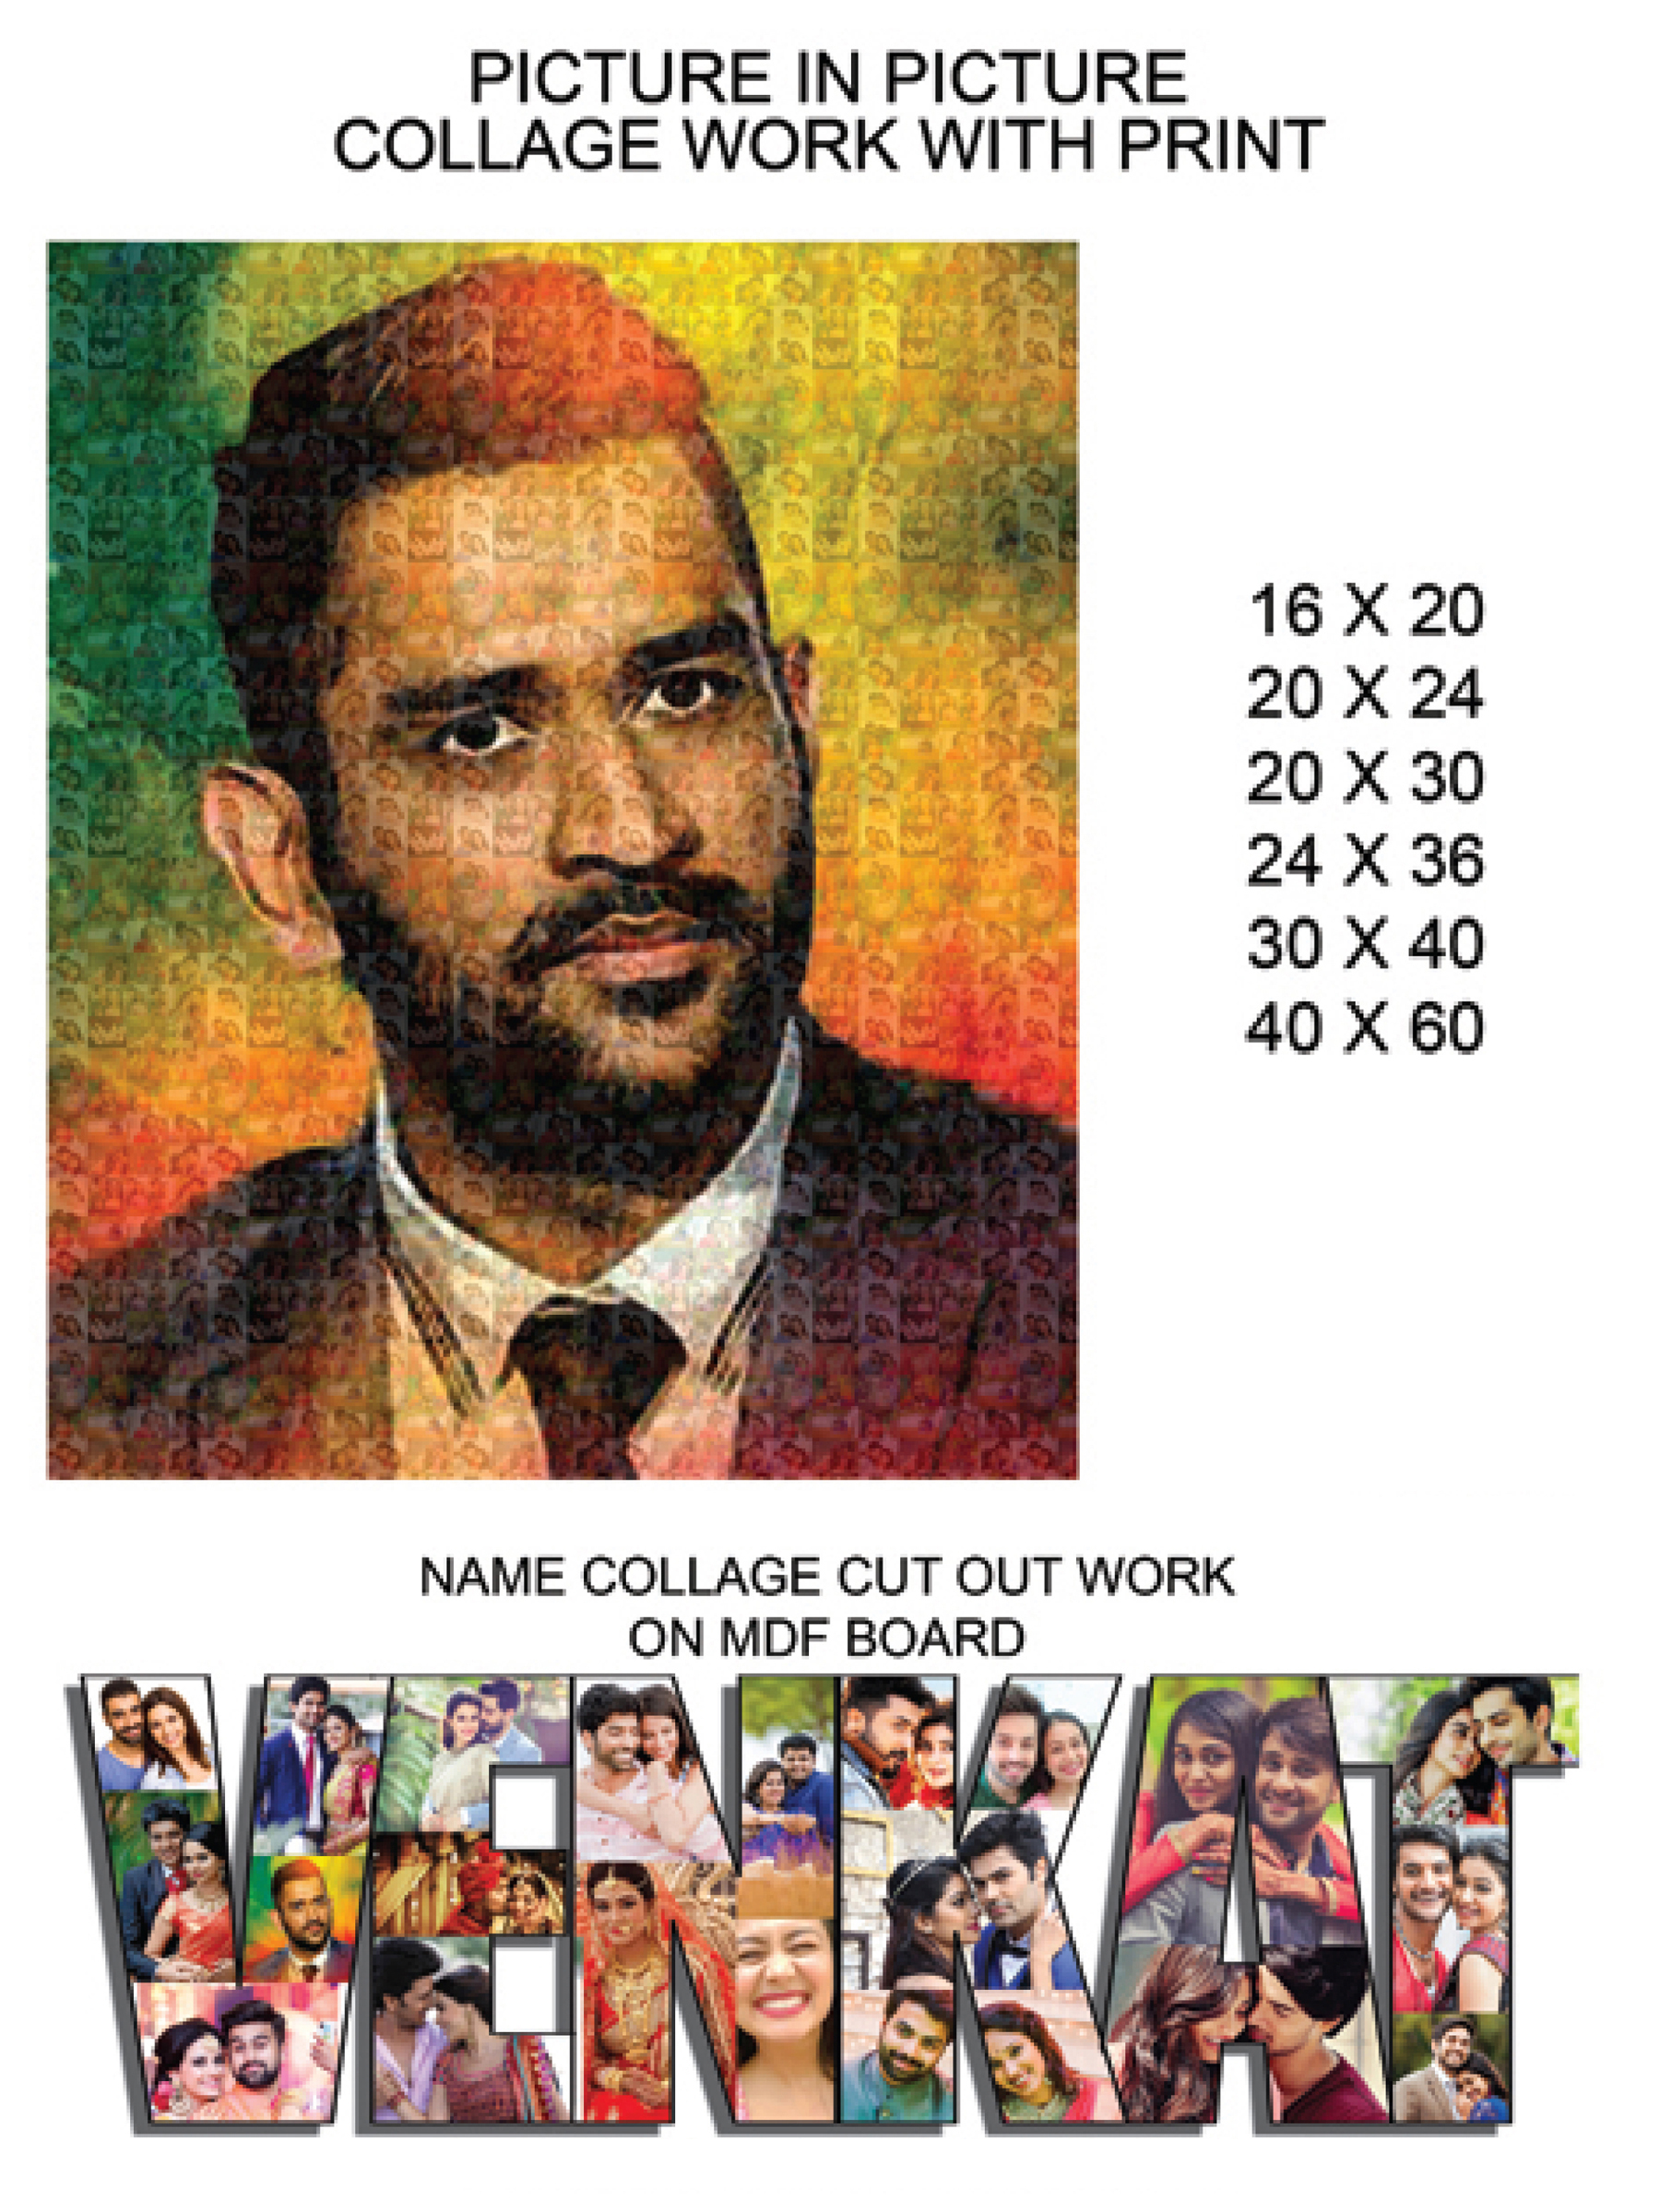 PICTURE IN PICTURE
COLLAGE WORK WITH PRINT
16 X 20
20 X 24
20 X 30
24 X 36
30 X 40
40 X 60
NAME COLLAGE CUT OUT WORK
ON MDF BOARD
VENKAT